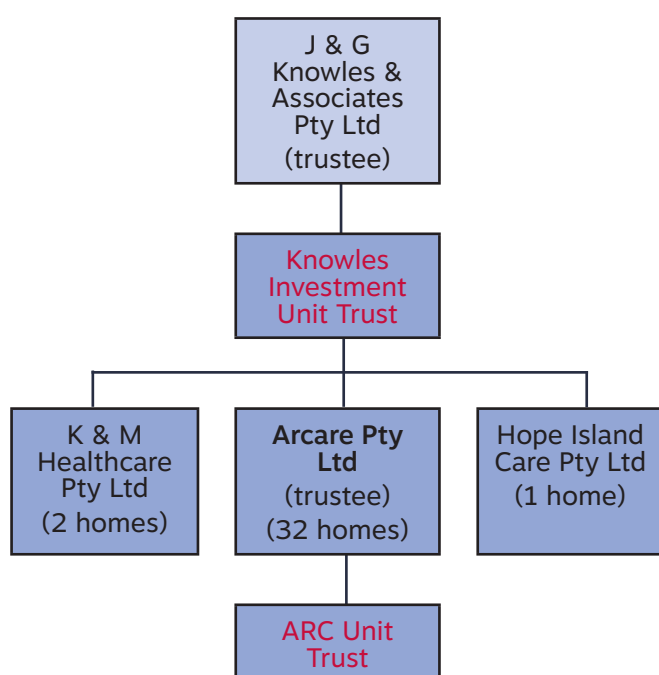 J & G
Knowles &
Associates
Pty Ltd
(trustee)
Knowles
Investment
Unit Trust
K & M
Healthcare
Pty Ltd
(2 homes)
Arcare Pty
Ltd
(trustee)
(32 homes)
Hope Island
Care Pty Ltd
(1 home)
ARC Unit
Trust